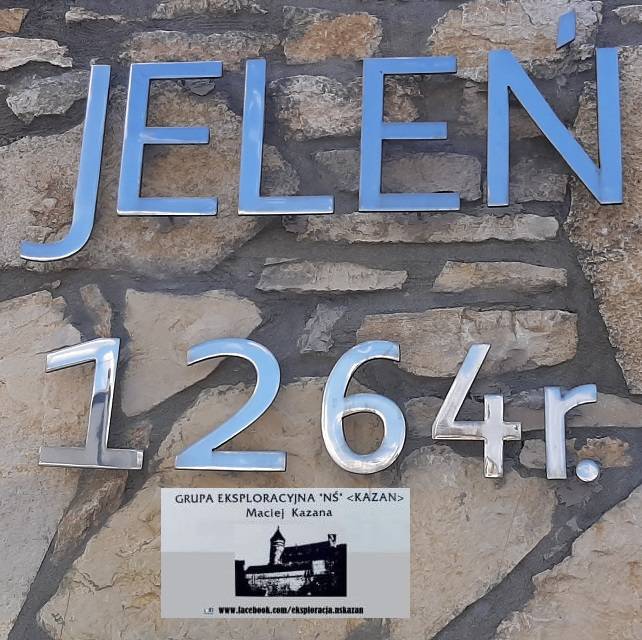 JELEŃ
1264r.
GRUPA EKSPLORACYJNA "NŚ" <KAZAN>
Maciej Kazana
www.facebook.com/eksploracja.nskazan